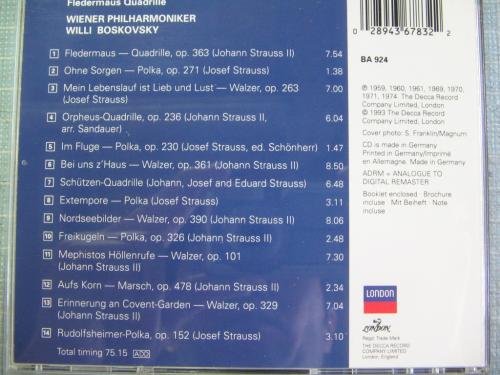 Fledermaus Quadrille
WIENER PHILHARMONIKER
WILLI BOSKOVSKY
1 Fledermaus — Quadrille, op. 363 (Johann Strauss II) 7.54
2 Ohne Sorgen — Polka, op. 271 (Josef Strauss) 1.38
3 Mein Lebenslauf ist Lieb und Lust — Walzer, op. 263
(Josef Strauss) 7.00
4 Orpheus-Quadrille, op. 236 (Johann Strauss II,
arr. Sandauer) 6.04
5 Im Fluge — Polka, op. 230 (Josef Strauss, ed. Schönherr) 1.47
6 Bei uns z'Haus — Walzer, op. 361 (Johann Strauss II) 8.50
7 Schützen-Quadrille (Johann, Josef and Eduard Strauss) 6.48
8 Extempore — Polka (Josef Strauss) 3.11
9 Nordseebilder — Walzer, op. 390 (Johann Strauss II) 8.06
10 Freikugeln — Polka, op. 326 (Johann Strauss II) 2.48
11 Mephistos Höllenrufe — Walzer, op. 101
(Johann Strauss II) 7.30
12 Aufs Korn — Marsch, op. 478 (Johann Strauss II) 2.34
13 Erinnerung an Covent-Garden — Walzer, op. 329
(Johann Strauss II) 7.04
14 Rudolfsheimer-Polka, op. 152 (Josef Strauss) 3.10
Total timing 75.15 ADD
0 28943 67832 2
BA 924
℗ 1959, 1960, 1961, 1969, 1970,
1971, 1974 The Decca Record
Company Limited, London
© 1993 The Decca Record
Company Limited, London
Cover photo: S. Franklin/Magnum
CD is made in Germany
Printed in Germany/Imprimé
en Allemagne. Made in Germany
ADRM = ANALOGUE TO
DIGITAL REMASTER
Booklet enclosed · Brochure
incluse · Mit Beiheft · Note
incluse
LONDON
LONDON
Regd. Trade Mark
THE DECCA RECORD
COMPANY LIMITED
London, England